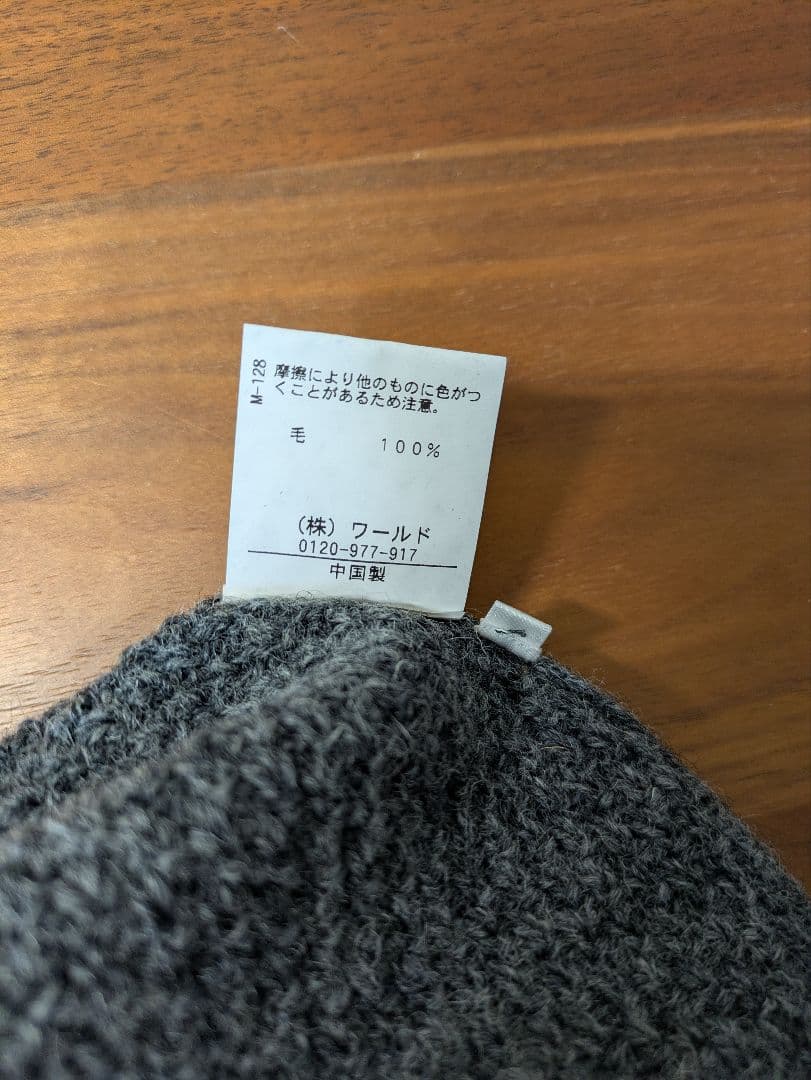 M-128
摩擦により他のものに色がつ
くことがあるため注意。
毛 100%
(株) ワールド
0120-977-917
中国製